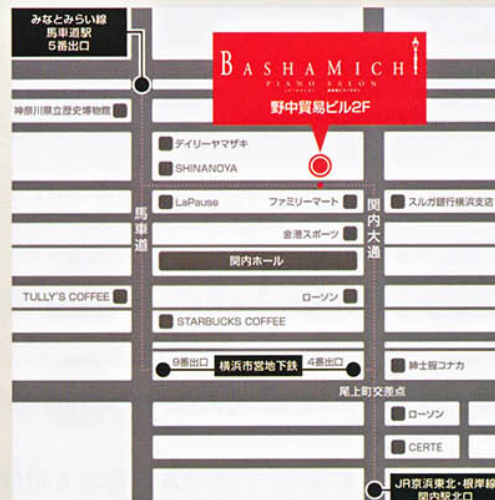 みなとみらい線
馬車道駅
5番出口
BASHAMICHI
PIANO SALON
野中貿易ビル2F
神奈川県立歴史博物館
デイリーヤマザキ
SHINANOYA
馬車道
LaPausa
ファミリーマート
関内大通
スルガ銀行横浜支店
金港スポーツ
関内ホール
TULLY'S COFFEE
ローソン
STARBUCKS COFFEE
9番出口
横浜市営地下鉄
4番出口
紳士服コナカ
尾上町交差点
ローソン
CERTE
JR京浜東北・根岸線
関内駅北口